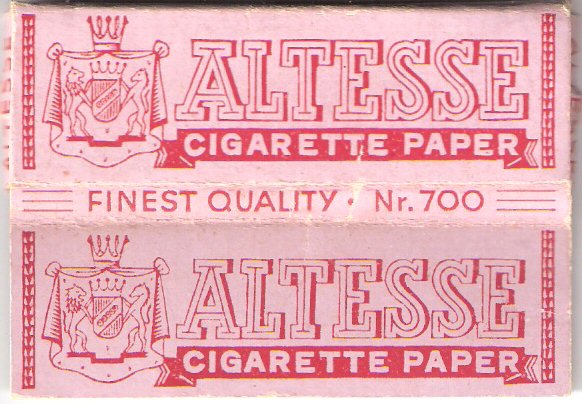 ALTESSE
CIGARETTE PAPER
FINEST QUALITY · Nr. 700
ALTESSE
CIGARETTE PAPER